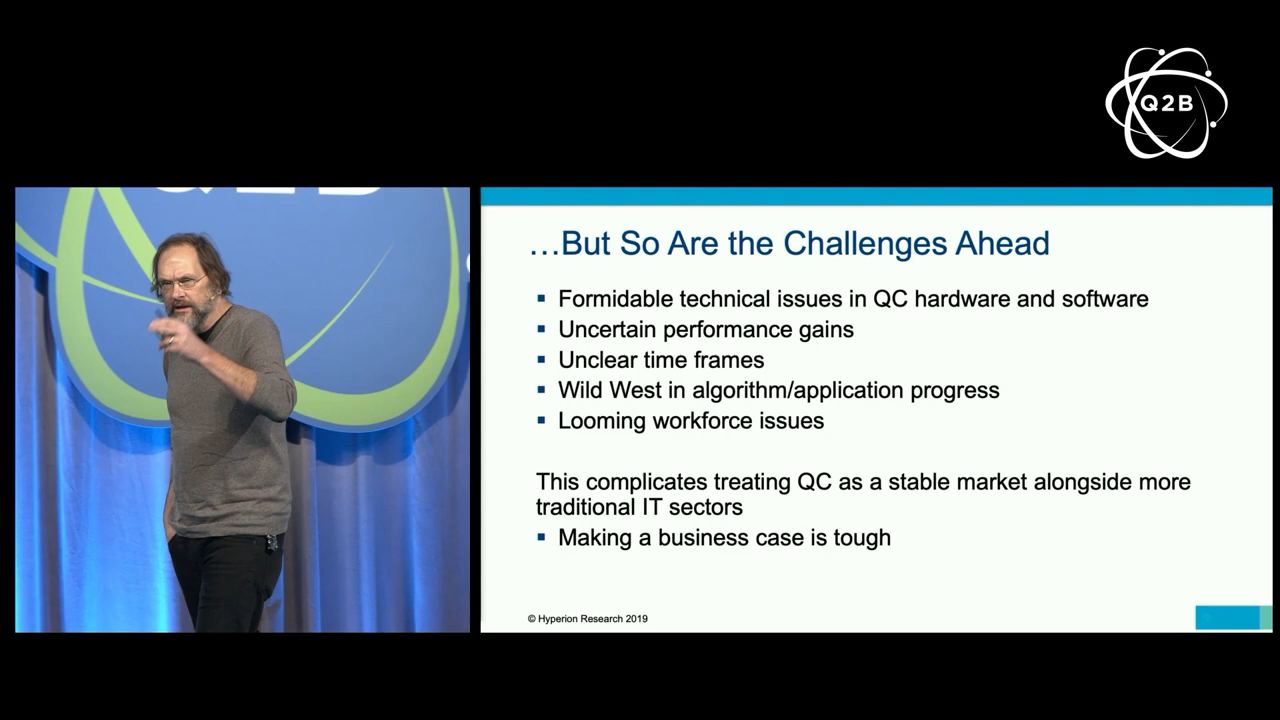 Q2B
…But So Are the Challenges Ahead
▪ Formidable technical issues in QC hardware and software
▪ Uncertain performance gains
▪ Unclear time frames
▪ Wild West in algorithm/application progress
▪ Looming workforce issues
This complicates treating QC as a stable market alongside more
traditional IT sectors
▪ Making a business case is tough
© Hyperion Research 2019